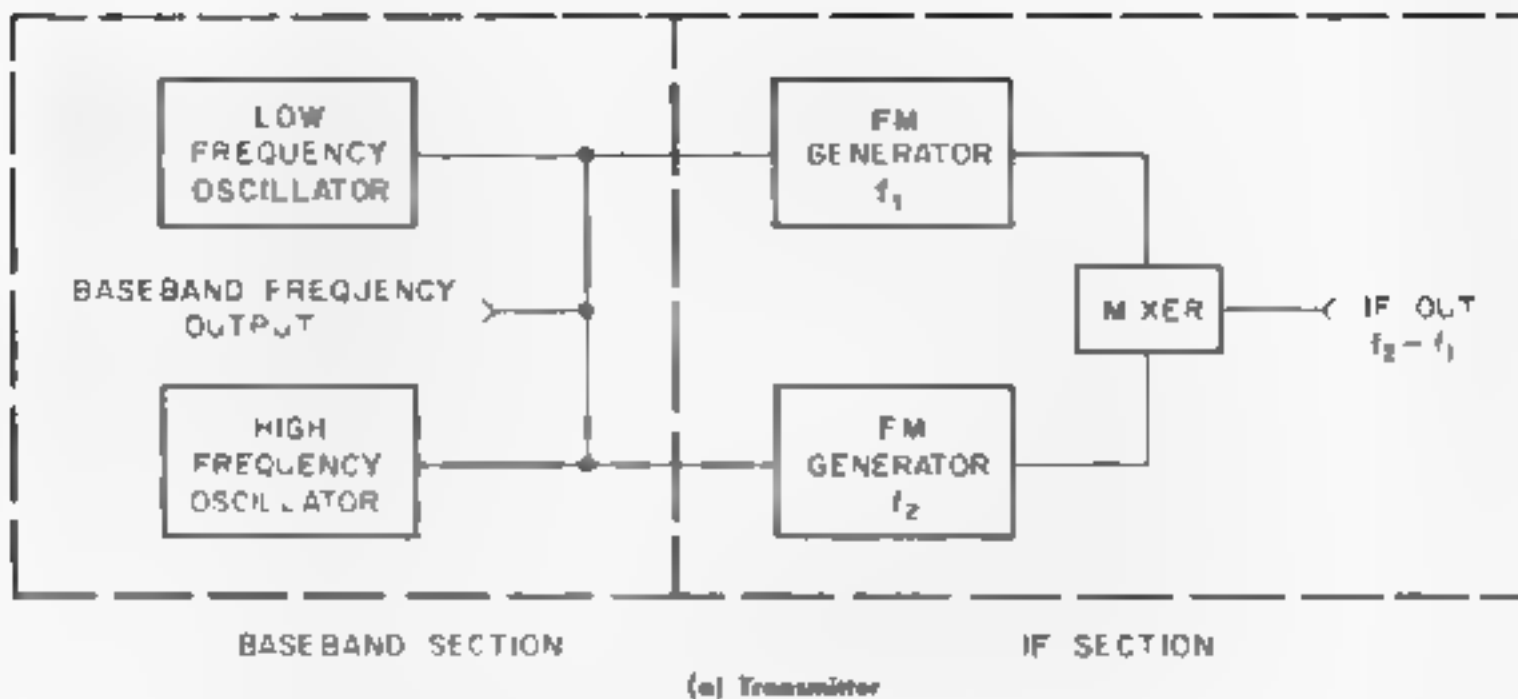 LOW
FREQUENCY
OSCILLATOR
FM
GENERATOR
f₁
BASEBAND FREQUENCY
OUTPUT
MIXER
IF OUT
f₂ – f₁
HIGH
FREQUENCY
OSCILLATOR
FM
GENERATOR
f₂
BASEBAND SECTION
IF SECTION
(a) Transmitter